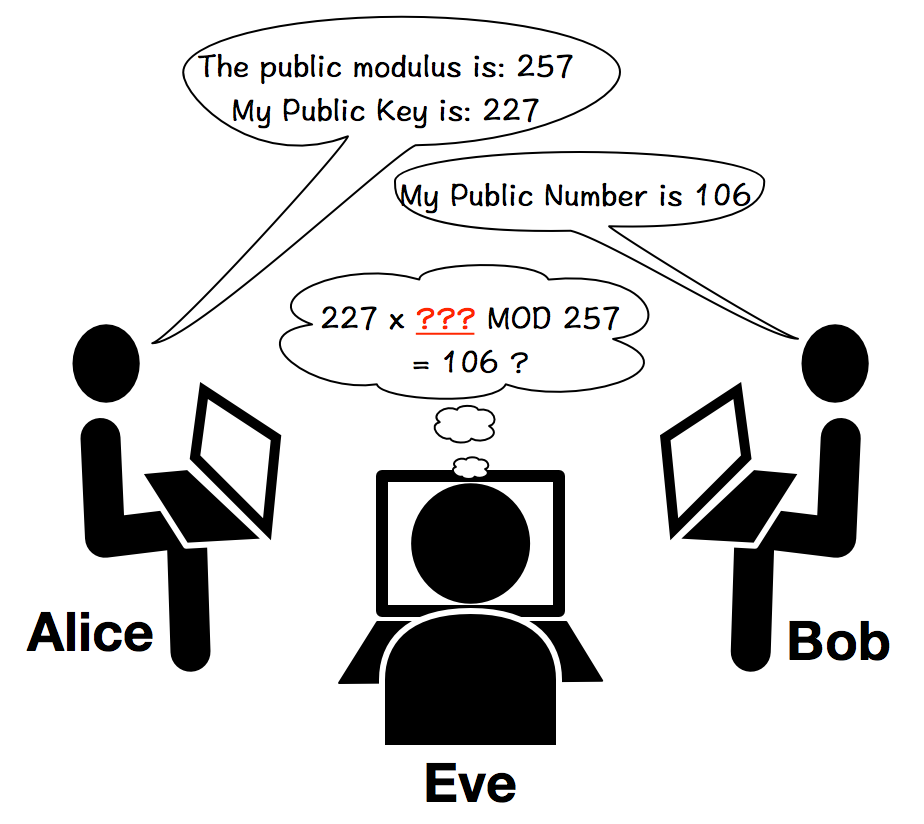 The public modulus is: 257
My Public Key is: 227
My Public Number is 106
227 x ??? MOD 257
= 106 ?
Alice
Bob
Eve